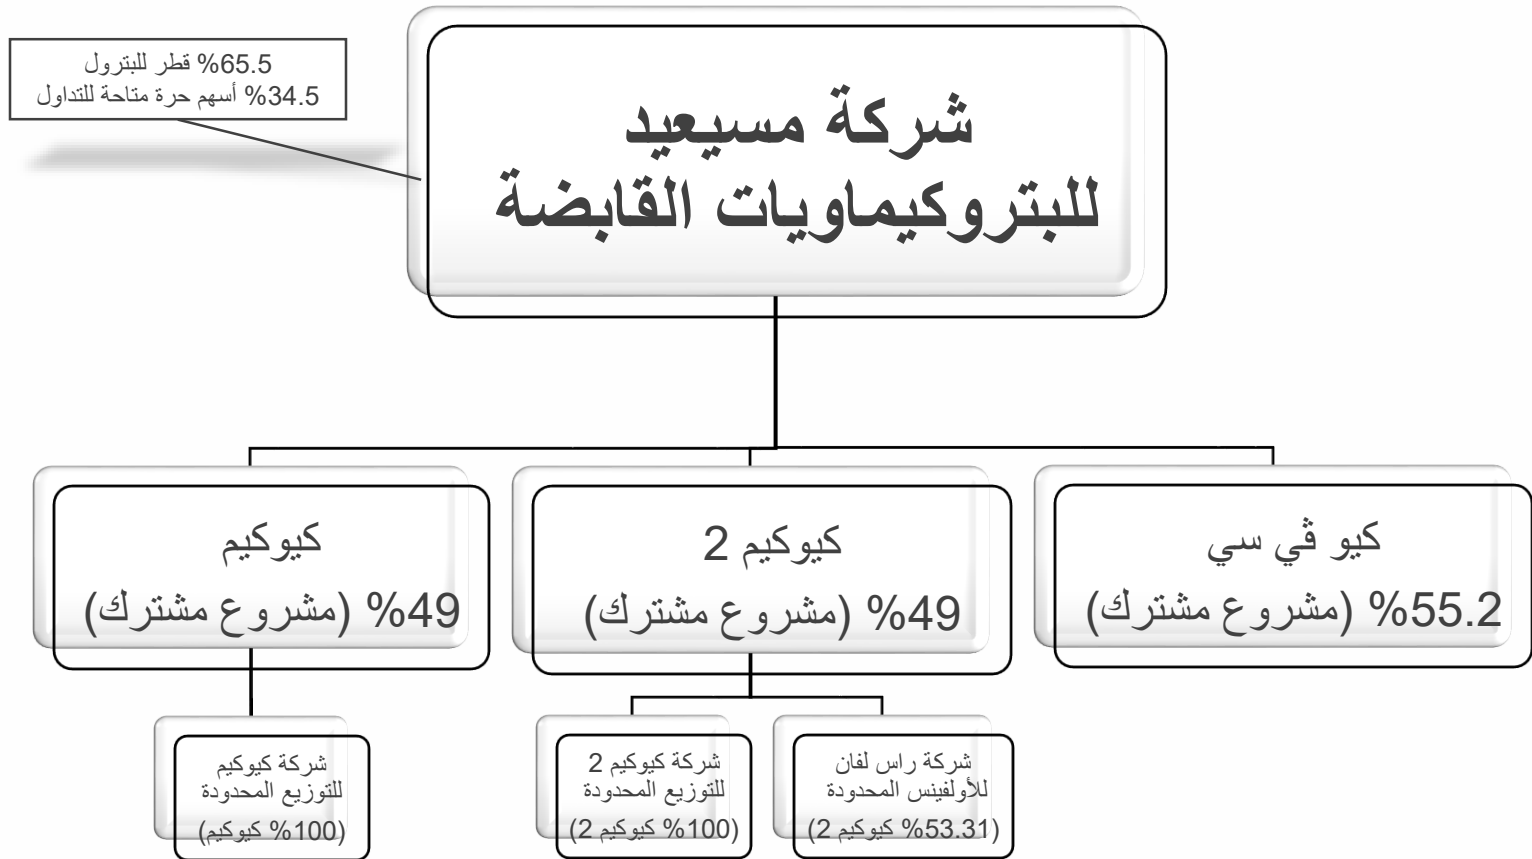 %65.5 قطر للبترول
%34.5 أسهم حرة متاحة للتداول
شركة مسيعيد
للبتروكيماويات القابضة
كيو ڤي سي
%55.2 (مشروع مشترك)
كيوكيم 2
%49 (مشروع مشترك)
كيوكيم
%49 (مشروع مشترك)
شركة راس لفان
للأولفينس المحدودة
(%53.31 كيوكيم 2)
شركة كيوكيم 2
للتوزيع المحدودة
(%100 كيوكيم 2)
شركة كيوكيم
للتوزيع المحدودة
(%100 كيوكيم)